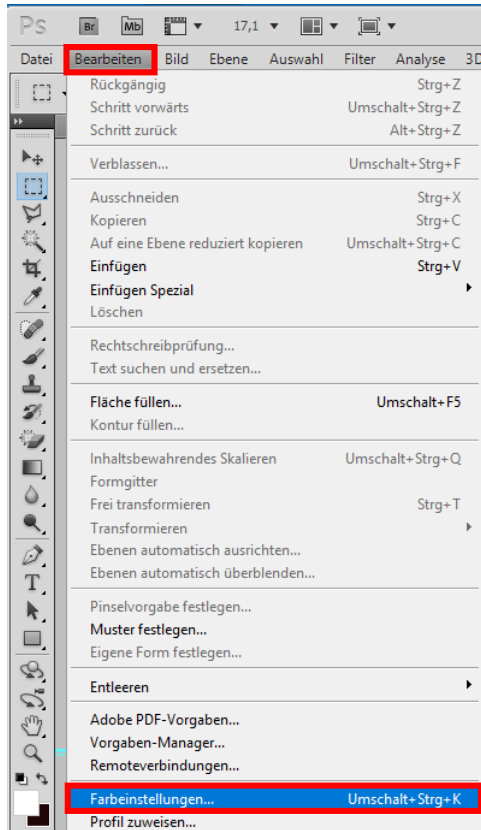 Ps Br Mb 17,1
Datei Bearbeiten Bild Ebene Auswahl Filter Analyse 3D
Rückgängig Strg+Z
Schritt vorwärts Umschalt+Strg+Z
Schritt zurück Alt+Strg+Z
Verblassen... Umschalt+Strg+F
Ausschneiden Strg+X
Kopieren Strg+C
Auf eine Ebene reduziert kopieren Umschalt+Strg+C
Einfügen Strg+V
Einfügen Spezial
Löschen
Rechtschreibprüfung...
Text suchen und ersetzen...
Fläche füllen... Umschalt+F5
Kontur füllen...
Inhaltsbewahrendes Skalieren Umschalt+Strg+Q
Formgitter
Frei transformieren Strg+T
Transformieren
Ebenen automatisch ausrichten...
Ebenen automatisch überblenden...
Pinselvorgabe festlegen...
Muster festlegen...
Eigene Form festlegen...
Entleeren
Adobe PDF-Vorgaben...
Vorgaben-Manager...
Remoteverbindungen...
Farbeinstellungen... Umschalt+Strg+K
Profil zuweisen...